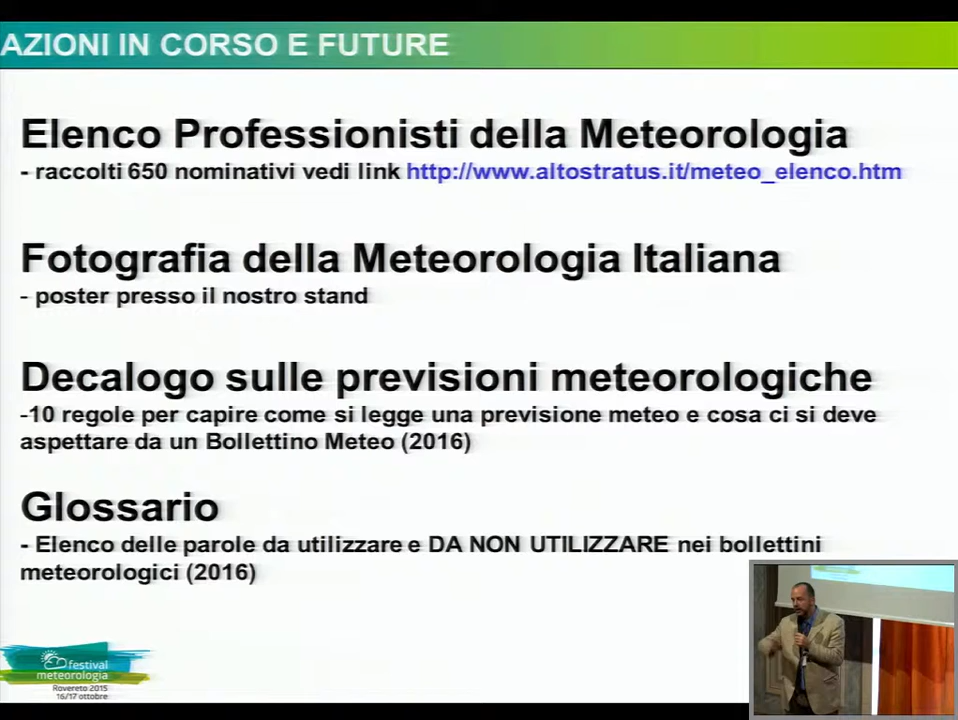 AZIONI IN CORSO E FUTURE
Elenco Professionisti della Meteorologia
- raccolti 650 nominativi vedi link http://www.altostratus.it/meteo_elenco.htm
Fotografia della Meteorologia Italiana
- poster presso il nostro stand
Decalogo sulle previsioni meteorologiche
-10 regole per capire come si legge una previsione meteo e cosa ci si deve
aspettare da un Bollettino Meteo (2016)
Glossario
- Elenco delle parole da utilizzare e DA NON UTILIZZARE nei bollettini
meteorologici (2016)
festival
meteorologia
Rovereto 2015
16/17 ottobre